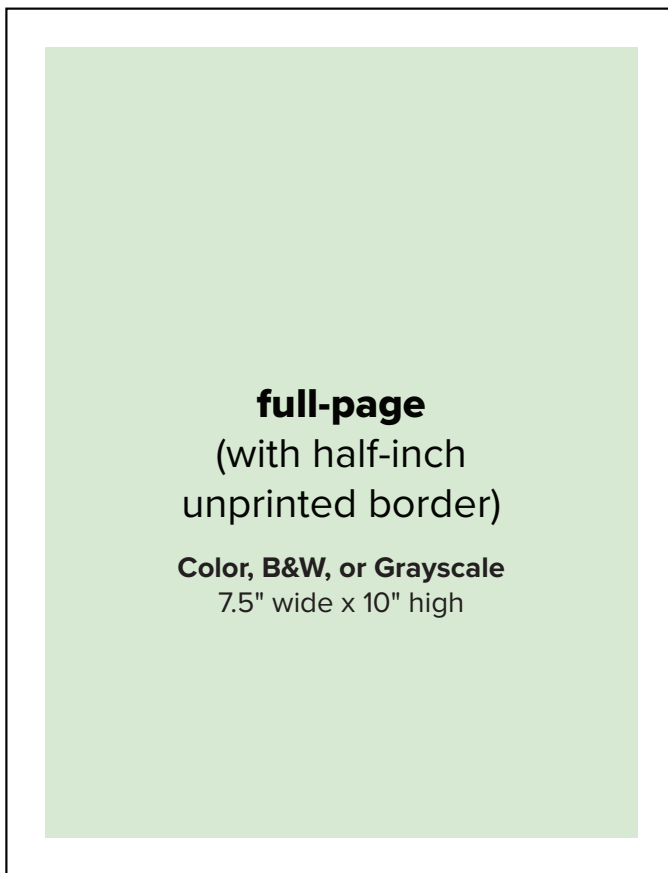 full-page
(with half-inch
unprinted border)
Color, B&W, or Grayscale
7.5" wide x 10" high